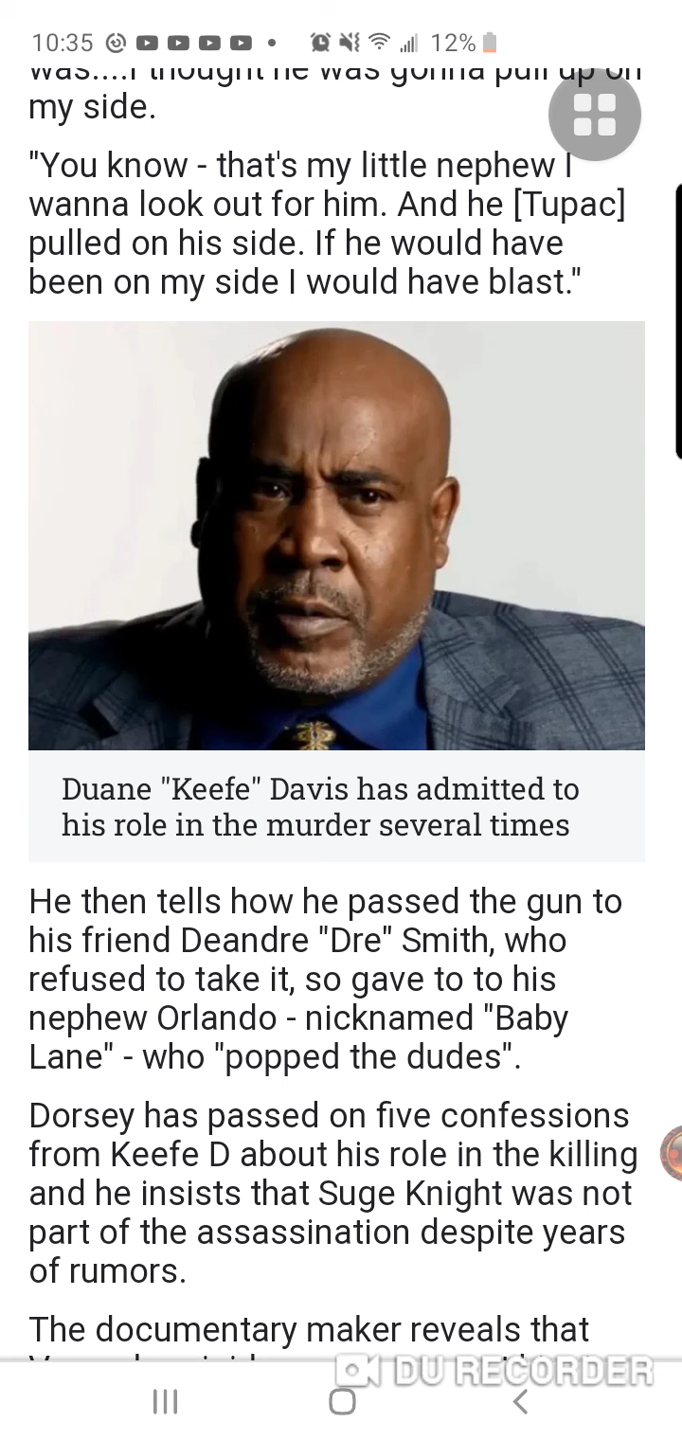 10:35
12%
my side.
"You know - that's my little nephew I
wanna look out for him. And he [Tupac]
pulled on his side. If he would have
been on my side I would have blast."
Duane "Keefe" Davis has admitted to
his role in the murder several times
He then tells how he passed the gun to
his friend Deandre "Dre" Smith, who
refused to take it, so gave to to his
nephew Orlando - nicknamed "Baby
Lane" - who "popped the dudes".
Dorsey has passed on five confessions
from Keefe D about his role in the killing
and he insists that Suge Knight was not
part of the assassination despite years
of rumors.
The documentary maker reveals that
DU RECORDER